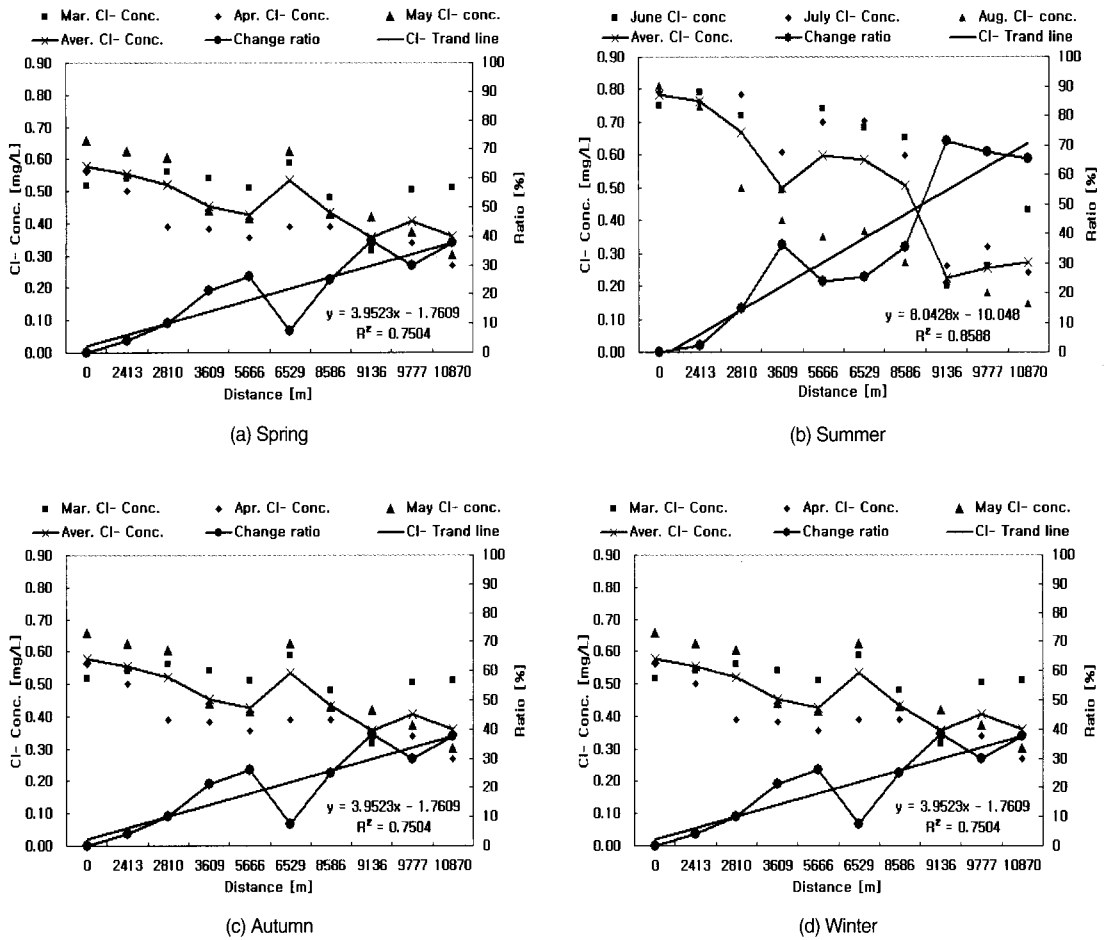 Mar. Cl- Conc. Apr. Cl- Conc. May Cl- Conc.
Aver. Cl- Conc. Change ratio Cl- Trand line
0.90
0.80
0.70
0.60
0.50
0.40
0.30
0.20
0.10
0.00
Cl- Conc. [mg/L]
100
90
80
70
60
50
40
30
20
10
0
Ratio [%]
y = 3.9523x - 1.7609
R² = 0.7504
0 2413 2810 3609 5666 6529 8586 9136 9777 10870
Distance [m]
(a) Spring
June Cl- conc July Cl- conc. Aug. Cl- conc.
Aver. Cl- Conc. Change ratio Cl- Trand line
0.90
0.80
0.70
0.60
0.50
0.40
0.30
0.20
0.10
0.00
Cl- Conc. [mg/L]
100
90
80
70
60
50
40
30
20
10
0
Ratio [%]
y = 8.0428x - 10.048
R² = 0.8588
0 2413 2810 3609 5666 6529 8586 9136 9777 10870
Distance [m]
(b) Summer
Mar. Cl- Conc. Apr. Cl- Conc. May Cl- conc.
Aver. Cl- Conc. Change ratio Cl- Trand line
0.90
0.80
0.70
0.60
0.50
0.40
0.30
0.20
0.10
0.00
Cl- Conc. [mg/L]
100
90
80
70
60
50
40
30
20
10
0
Ratio [%]
y = 3.9523x - 1.7609
R² = 0.7504
0 2413 2810 3609 5666 6529 8586 9136 9777 10870
Distance [m]
(c) Autumn
Mar. Cl- Conc. Apr. Cl- Conc. May Cl- conc.
Aver. Cl- Conc. Change ratio Cl- Trand line
0.90
0.80
0.70
0.60
0.50
0.40
0.30
0.20
0.10
0.00
Cl- Conc. [mg/L]
100
90
80
70
60
50
40
30
20
10
0
Ratio [%]
y = 3.9523x - 1.7609
R² = 0.7504
0 2413 2810 3609 5666 6529 8586 9136 9777 10870
Distance [m]
(d) Winter